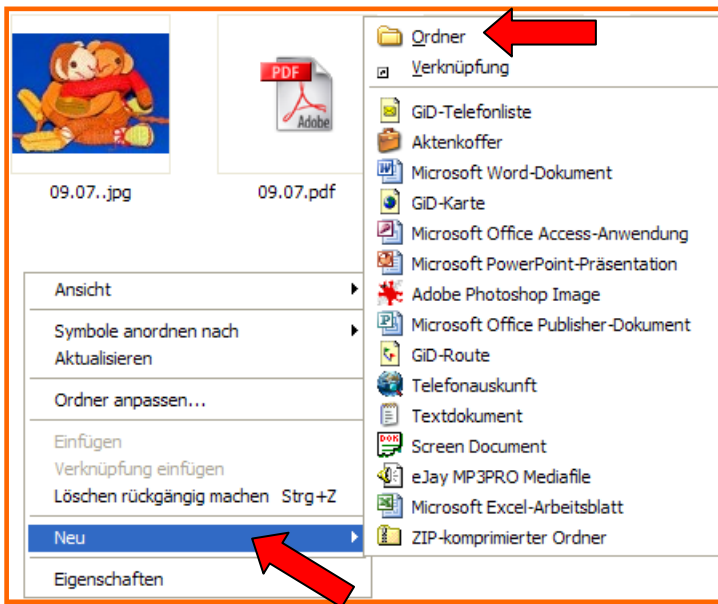 PDF
Adobe
09.07..jpg
09.07.pdf
Ansicht
Symbole anordnen nach
Aktualisieren
Ordner anpassen...
Einfügen
Verknüpfung einfügen
Löschen rückgängig machen Strg+Z
Neu
Eigenschaften
Ordner
Verknüpfung
GiD-Telefonliste
Aktenkoffer
Microsoft Word-Dokument
GiD-Karte
Microsoft Office Access-Anwendung
Microsoft PowerPoint-Präsentation
Adobe Photoshop Image
Microsoft Office Publisher-Dokument
GiD-Route
Telefonauskunft
Textdokument
Screen Document
eJay MP3PRO Mediafile
Microsoft Excel-Arbeitsblatt
ZIP-komprimierter Ordner